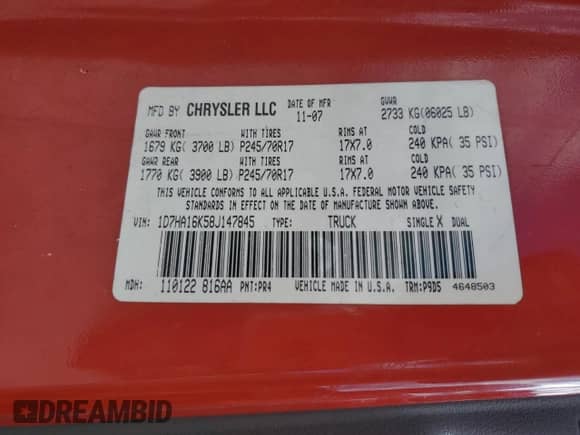 MFD BY CHRYSLER LLC DATE OF MFR 11-07 GVWR 2733 KG(06025 LB)
GAWR FRONT WITH TIRES RIMS AT COLD
1679 KG( 3700 LB) P245/70R17 17X7.0 240 KPA( 35 PSI)
GAWR REAR WITH TIRES RIMS AT COLD
1770 KG( 3900 LB) P245/70R17 17X7.0 240 KPA( 35 PSI)
THIS VEHICLE CONFORMS TO ALL APPLICABLE U.S.A. FEDERAL MOTOR VEHICLE SAFETY
STANDARDS IN EFFECT ON THE DATE OF MANUFACTURE SHOWN ABOVE.
VIN: 1D7HA16K58J147845 TYPE: TRUCK SINGLE X DUAL
MDH: 110122 816AA PNT:PR4 VEHICLE MADE IN U.S.A. TRM:P9D5 4648503
DREAMBID